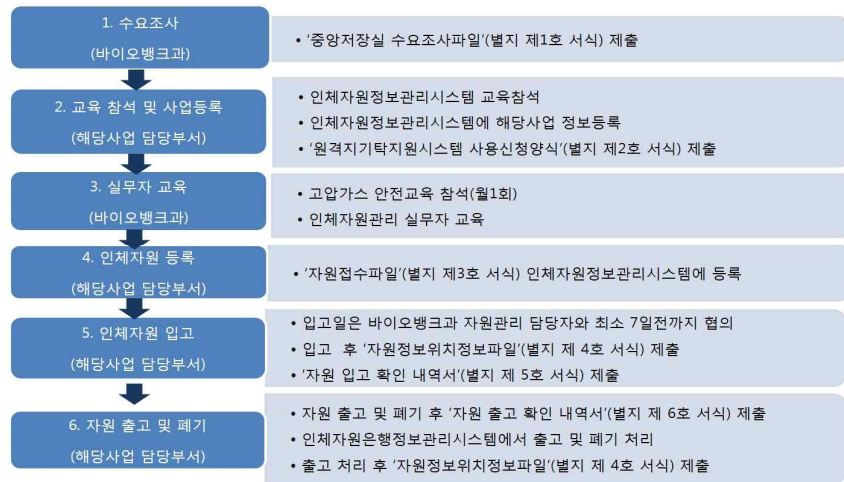 1. 수요조사
(바이오뱅크과)
• '중앙저장실 수요조사파일'(별지 제1호 서식) 제출
2. 교육 참석 및 사업등록
(해당사업 담당부서)
• 인체자원정보관리시스템 교육참석
• 인체자원정보관리시스템에 해당사업 정보등록
• '원격지기탁지원시스템 사용신청양식'(별지 제2호 서식) 제출
3. 실무자 교육
(바이오뱅크과)
• 고압가스 안전교육 참석(월1회)
• 인체자원관리 실무자 교육
4. 인체자원 등록
(해당사업 담당부서)
• '자원접수파일'(별지 제3호 서식) 인체자원정보관리시스템에 등록
5. 인체자원 입고
(해당사업 담당부서)
• 입고일은 바이오뱅크과 자원관리 담당자와 최소 7일전까지 협의
• 입고 후 '자원정보위치정보파일'(별지 제 4호 서식) 제출
• '자원 입고 확인 내역서'(별지 제 5호 서식) 제출
6. 자원 출고 및 폐기
(해당사업 담당부서)
• 자원 출고 및 폐기 후 '자원 출고 확인 내역서'(별지 제 6호 서식) 제출
• 인체자원은행정보관리시스템에서 출고 및 폐기 처리
• 출고 처리 후 '자원정보위치정보파일'(별지 제 4호 서식) 제출